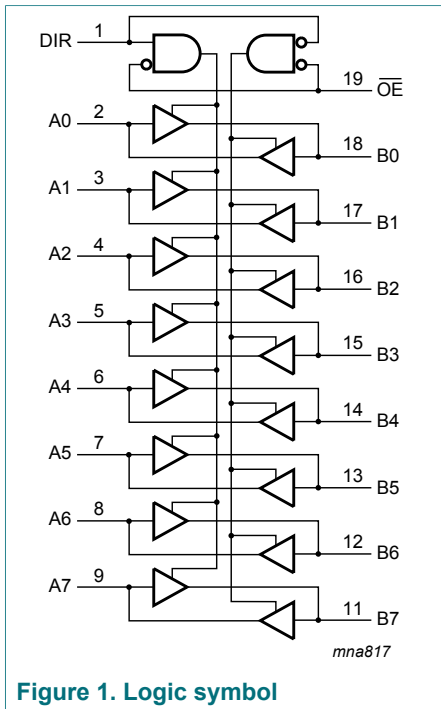 DIR 1
19 OE
A0 2
18 B0
A1 3
17 B1
A2 4
16 B2
A3 5
15 B3
A4 6
14 B4
A5 7
13 B5
A6 8
12 B6
A7 9
11 B7
mna817
Figure 1. Logic symbol